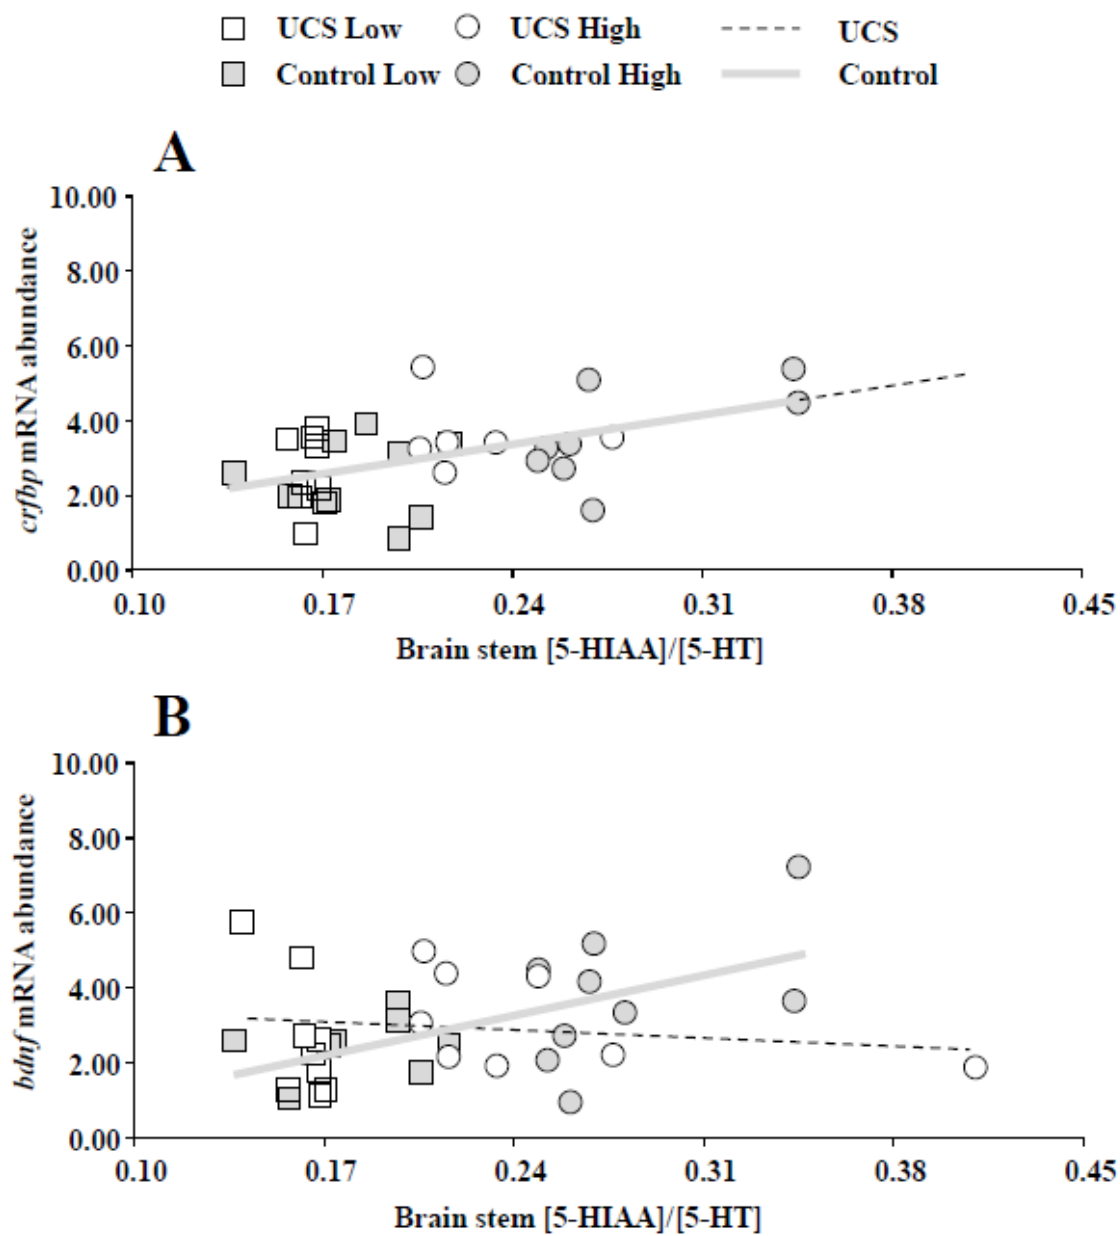 UCS Low UCS High UCS
Control Low Control High Control
A
10.00
8.00
6.00
4.00
2.00
0.00
crfbp mRNA abundance
0.10 0.17 0.24 0.31 0.38 0.45
Brain stem [5-HIAA]/[5-HT]
B
10.00
8.00
6.00
4.00
2.00
0.00
bdnf mRNA abundance
0.10 0.17 0.24 0.31 0.38 0.45
Brain stem [5-HIAA]/[5-HT]